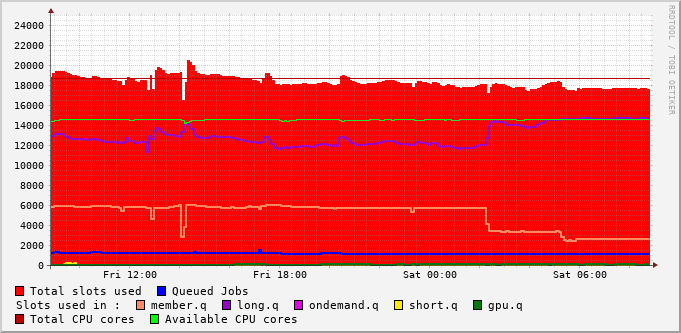 RRDTOOL / TOBI OETIKER
24000
22000
20000
18000
16000
14000
12000
10000
8000
6000
4000
2000
0
Fri 12:00 Fri 18:00 Sat 00:00 Sat 06:00
Total slots used Queued Jobs
Slots used in : member.q long.q ondemand.q short.q gpu.q
Total CPU cores Available CPU cores